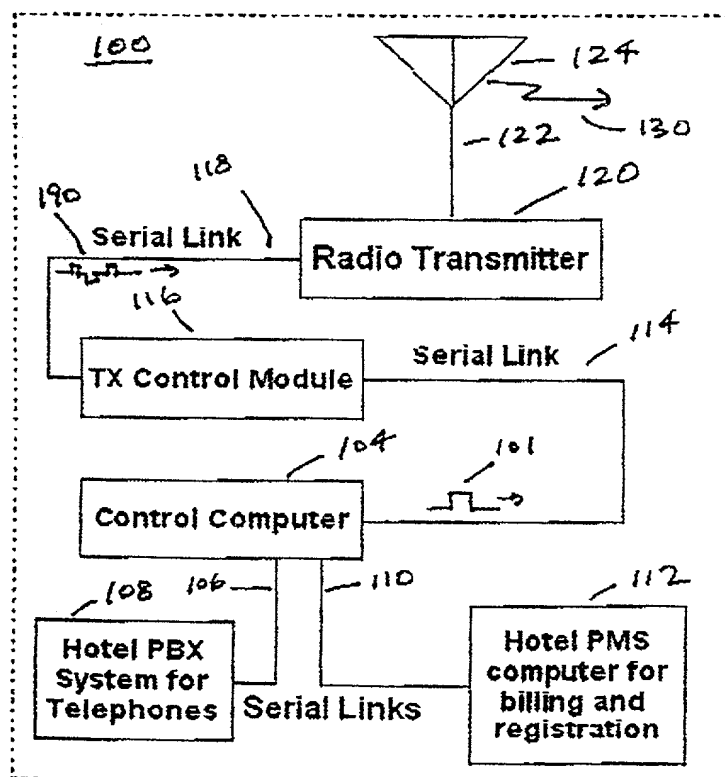 100
124
130
122
120
118
190
Serial Link
Radio Transmitter
116
114
Serial Link
TX Control Module
104
101
Control Computer
106
110
108
112
Hotel PBX
System for
Telephones
Serial Links
Hotel PMS
computer for
billing and
registration